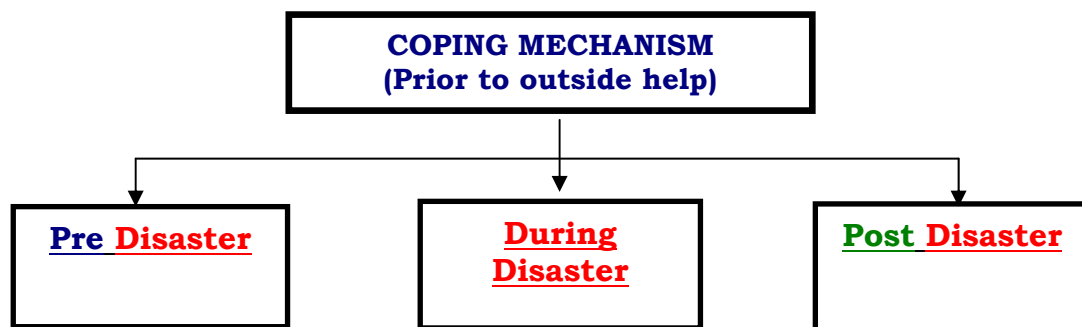 COPING MECHANISM
(Prior to outside help)
Pre Disaster
During
Disaster
Post Disaster